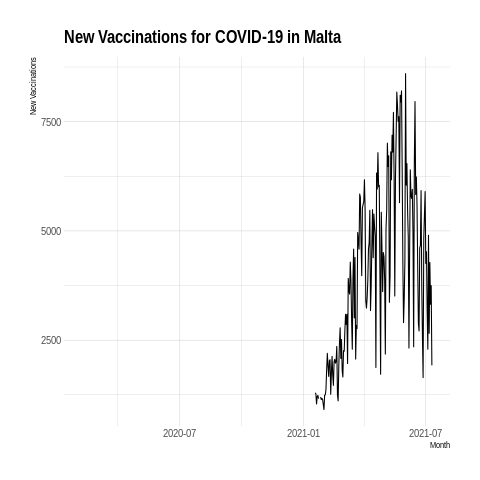 New Vaccinations for COVID-19 in Malta
New Vaccinations
7500
5000
2500
2020-07
2021-01
2021-07
Month